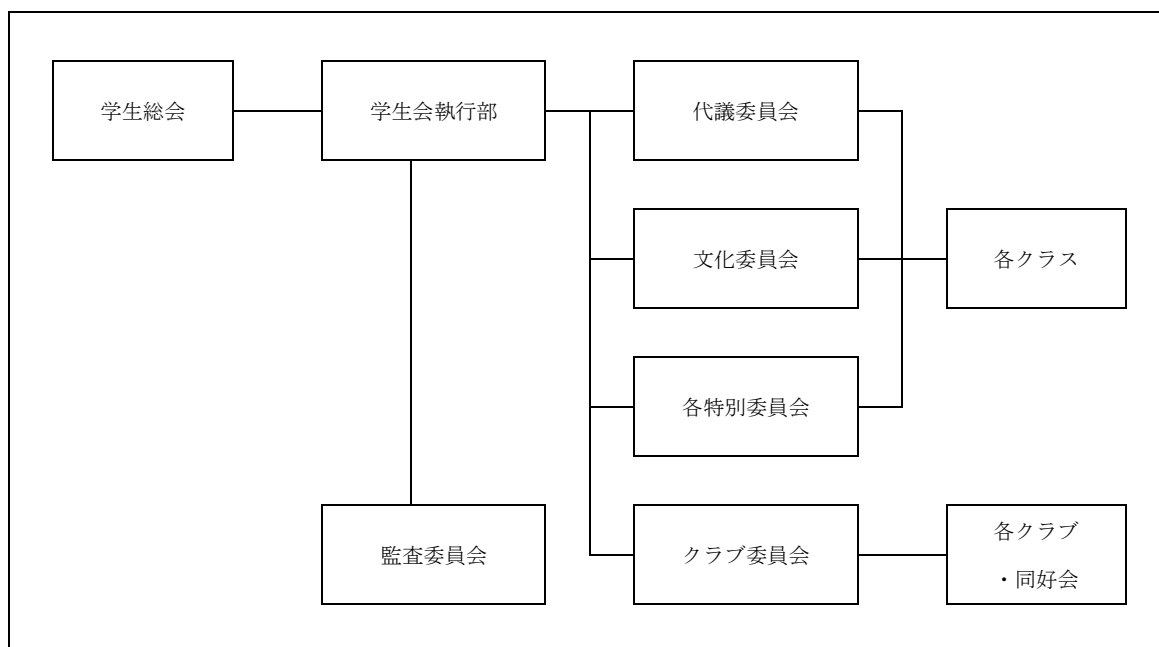 学生総会
学生会執行部
代議委員会
文化委員会
各クラス
各特別委員会
監査委員会
クラブ委員会
各クラブ
・同好会